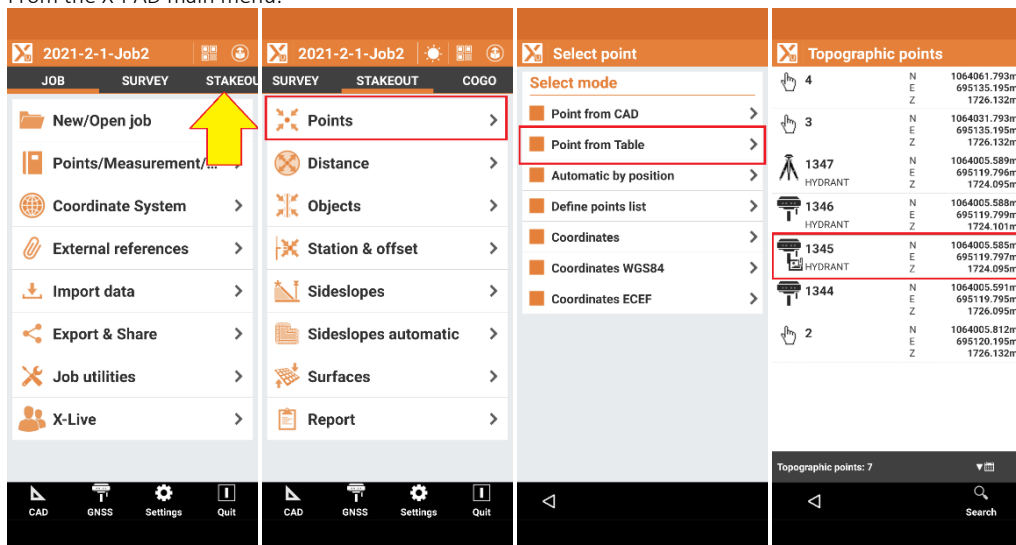 From the X-PAD main menu:
2021-2-1-Job2
JOB SURVEY STAKEOU
New/Open job
Points/Measurement/...
Coordinate System
External references
Import data
Export & Share
Job utilities
X-Live
CAD GNSS Settings Quit
2021-2-1-Job2
SURVEY STAKEOUT COGO
Points
Distance
Objects
Station & offset
Sideslopes
Sideslopes automatic
Surfaces
Report
CAD GNSS Settings Quit
Select point
Select mode
Point from CAD
Point from Table
Automatic by position
Define points list
Coordinates
Coordinates WGS84
Coordinates ECEF
Topographic points
4 N 1064061.793m
E 695135.195m
Z 1726.132m
3 N 1064031.793m
E 695135.195m
Z 1726.132m
1347 N 1064005.589m
E 695119.796m
HYDRANT Z 1724.095m
1346 N 1064005.588m
E 695119.799m
HYDRANT Z 1724.101m
1345 N 1064005.585m
E 695119.797m
HYDRANT Z 1724.095m
1344 N 1064005.591m
E 695119.795m
Z 1726.095m
2 N 1064005.812m
E 695120.195m
Z 1726.132m
Topographic points: 7
Search